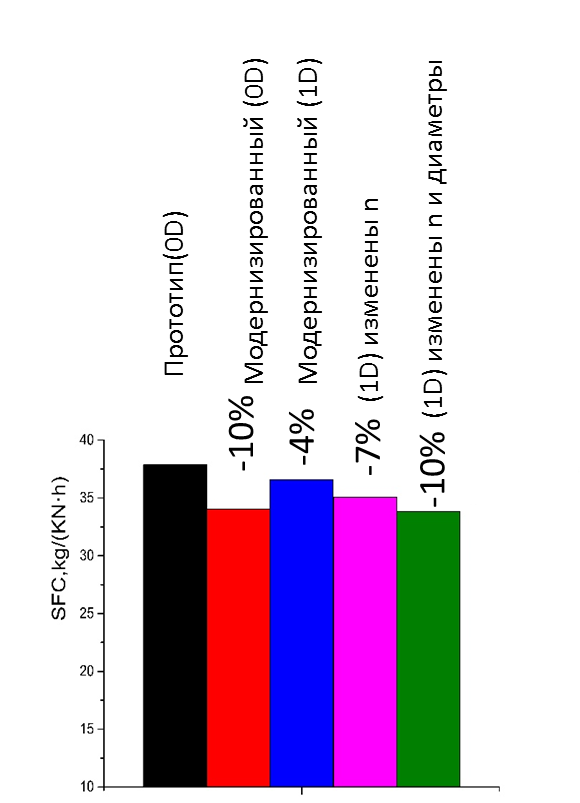 Прототип(0D)
-10% Модернизированный (0D)
-4% Модернизированный (1D)
-7% (1D) изменены n
-10% (1D) изменены n и диаметры
SFC,kg/(KN·h)
40
35
30
25
20
15
10